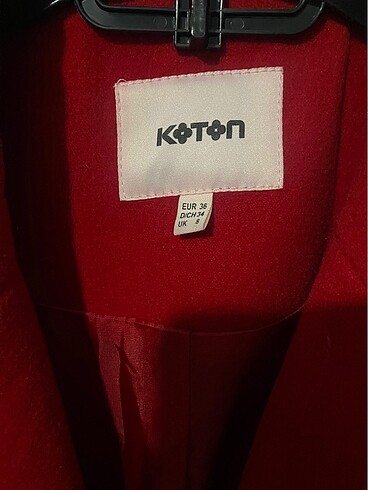 KOTON
EUR 36
D/CH 34
UK 8